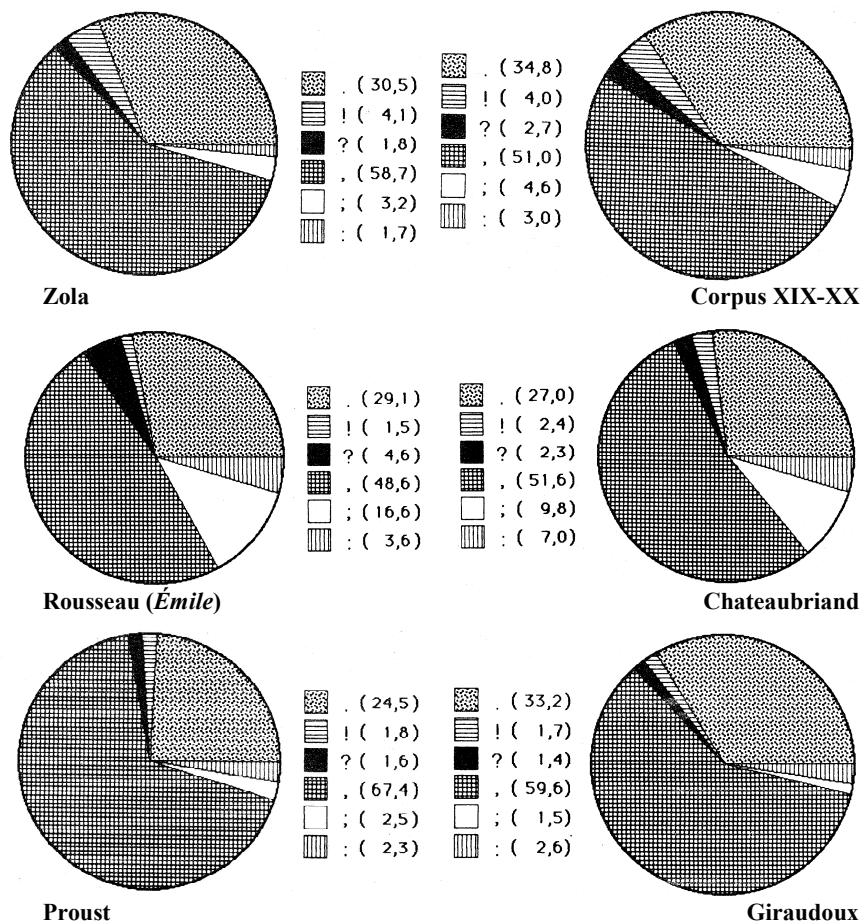 . (30,5)
! ( 4,1)
? ( 1,8)
, (58,7)
; ( 3,2)
: ( 1,7)
Zola
. (34,8)
! ( 4,0)
? ( 2,7)
, (51,0)
; ( 4,6)
: ( 3,0)
Corpus XIX-XX
. (29,1)
! ( 1,5)
? ( 4,6)
, (48,6)
; (16,6)
: ( 3,6)
Rousseau (Émile)
. (27,0)
! ( 2,4)
? ( 2,3)
, (51,6)
; ( 9,8)
: ( 7,0)
Chateaubriand
. (24,5)
! ( 1,8)
? ( 1,6)
, (67,4)
; ( 2,5)
: ( 2,3)
Proust
. (33,2)
! ( 1,7)
? ( 1,4)
, (59,6)
; ( 1,5)
: ( 2,6)
Giraudoux